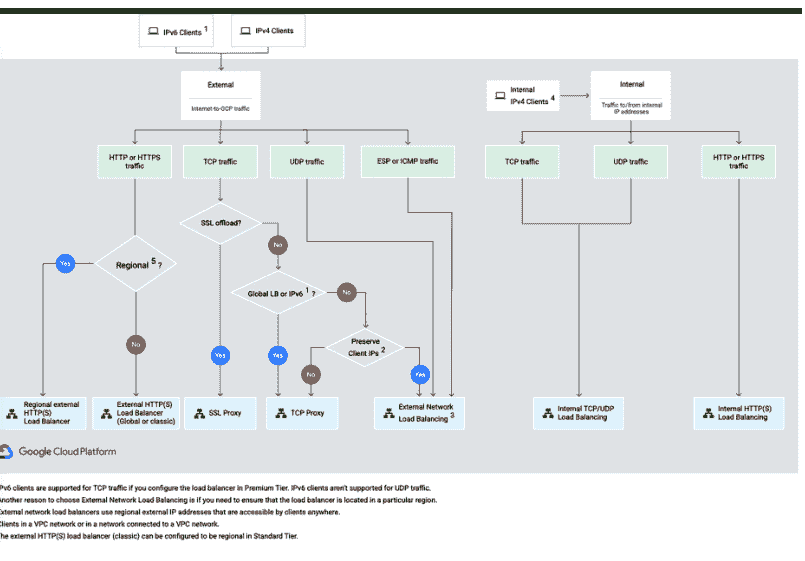 IPv6 Clients 1
IPv4 Clients
External
Internet-to-GCP traffic
Internal
IPv4 Clients 4
Internal
Traffic to/from internal
IP addresses
HTTP or HTTPS
traffic
TCP traffic
UDP traffic
ESP or ICMP traffic
TCP traffic
UDP traffic
HTTP or HTTPS
traffic
SSL offload?
No
Yes
Regional 5 ?
Global LB or IPv6 1 ?
No
No
Preserve
Client IPs 2
Yes
Yes
No
Yes
Regional external
HTTP(S)
Load Balancer
External HTTP(S)
Load Balancer
(Global or classic)
SSL Proxy
TCP Proxy
External Network
Load Balancing 3
Internal TCP/UDP
Load Balancing
Internal HTTP(S)
Load Balancing
Google Cloud Platform
Pv6 clients are supported for TCP traffic if you configure the load balancer in Premium Tier. IPv6 clients aren't supported for UDP traffic.
Another reason to choose External Network Load Balancing is if you need to ensure that the load balancer is located in a particular region.
External network load balancers use regional external IP addresses that are accessible by clients anywhere.
Clients in a VPC network or in a network connected to a VPC network.
The external HTTP(S) load balancer (classic) can be configured to be regional in Standard Tier.